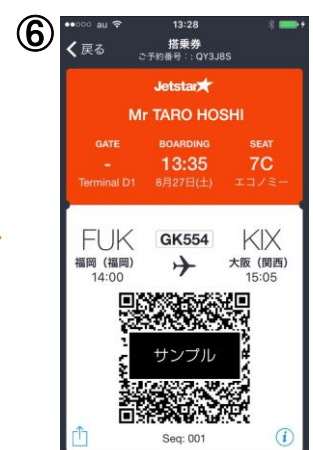 ⑥
au 13:28
戻る 搭乗券
ご予約番号：: QY3J8S
Jetstar
Mr TARO HOSHI
GATE BOARDING SEAT
- 13:35 7C
Terminal D1 8月27日(土) エコノミー
FUK GK554 KIX
福岡（福岡） 大阪（関西）
14:00 15:05
サンプル
Seq: 001